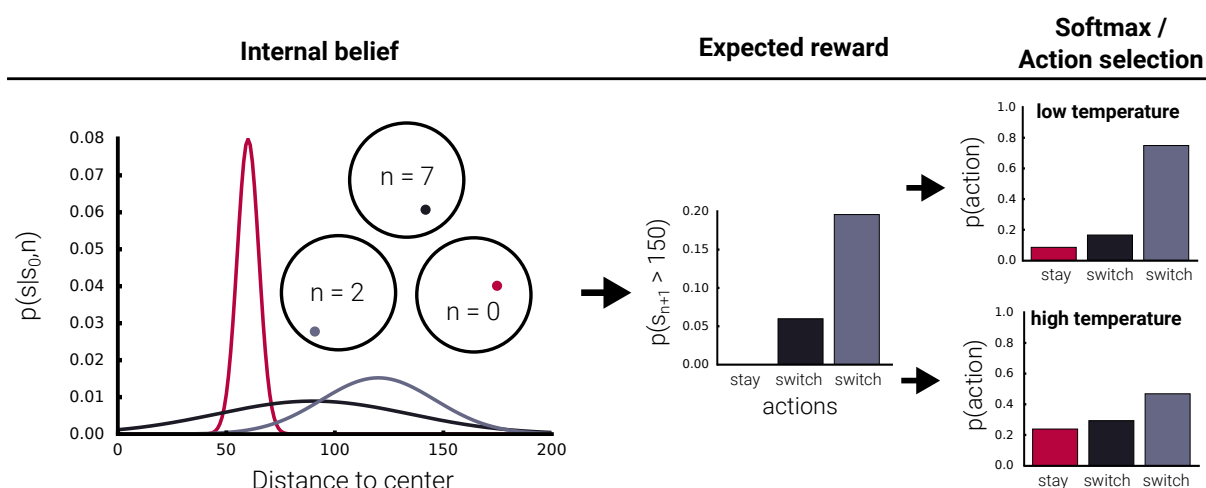 Internal belief
Expected reward
Softmax /
Action selection
p(s|s0,n)
0.08
0.07
0.06
0.05
0.04
0.03
0.02
0.01
0.00
0
50
100
150
200
Distance to center
n = 7
n = 2
n = 0
p(sn+1 > 150)
0.20
0.15
0.10
0.05
0.00
stay
switch
switch
actions
low temperature
p(action)
1.0
0.8
0.6
0.4
0.2
0.0
stay
switch
switch
high temperature
p(action)
1.0
0.8
0.6
0.4
0.2
0.0
stay
switch
switch